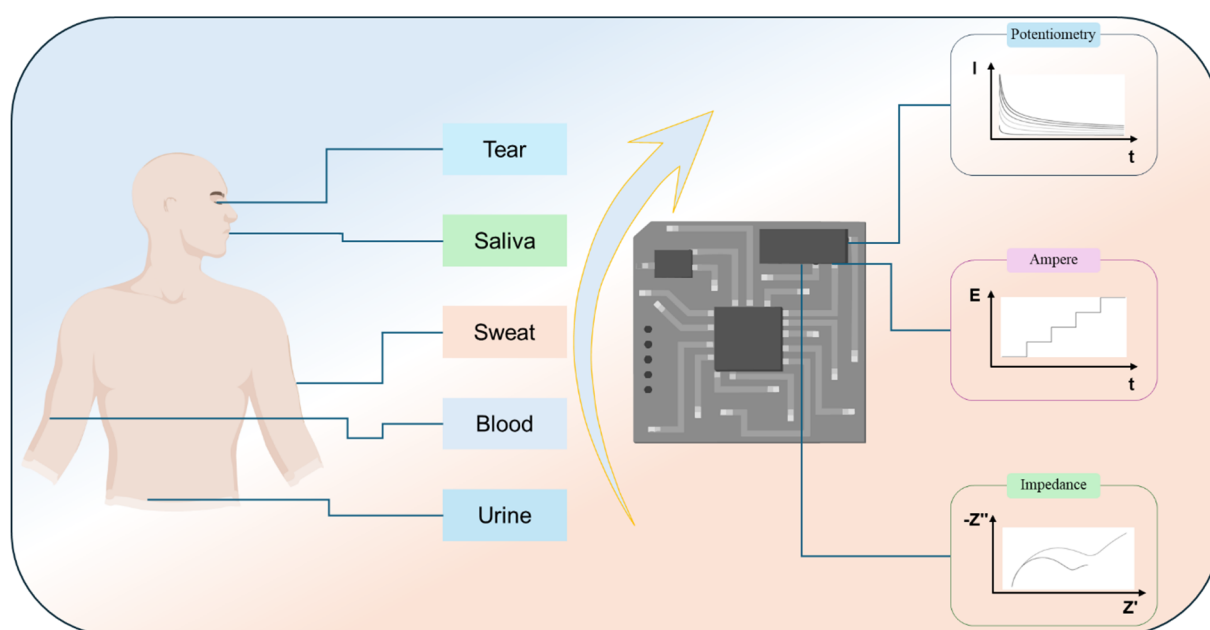 Tear
Saliva
Sweat
Blood
Urine
Potentiometry
I
t
Ampere
E
t
Impedance
-Z"
Z'